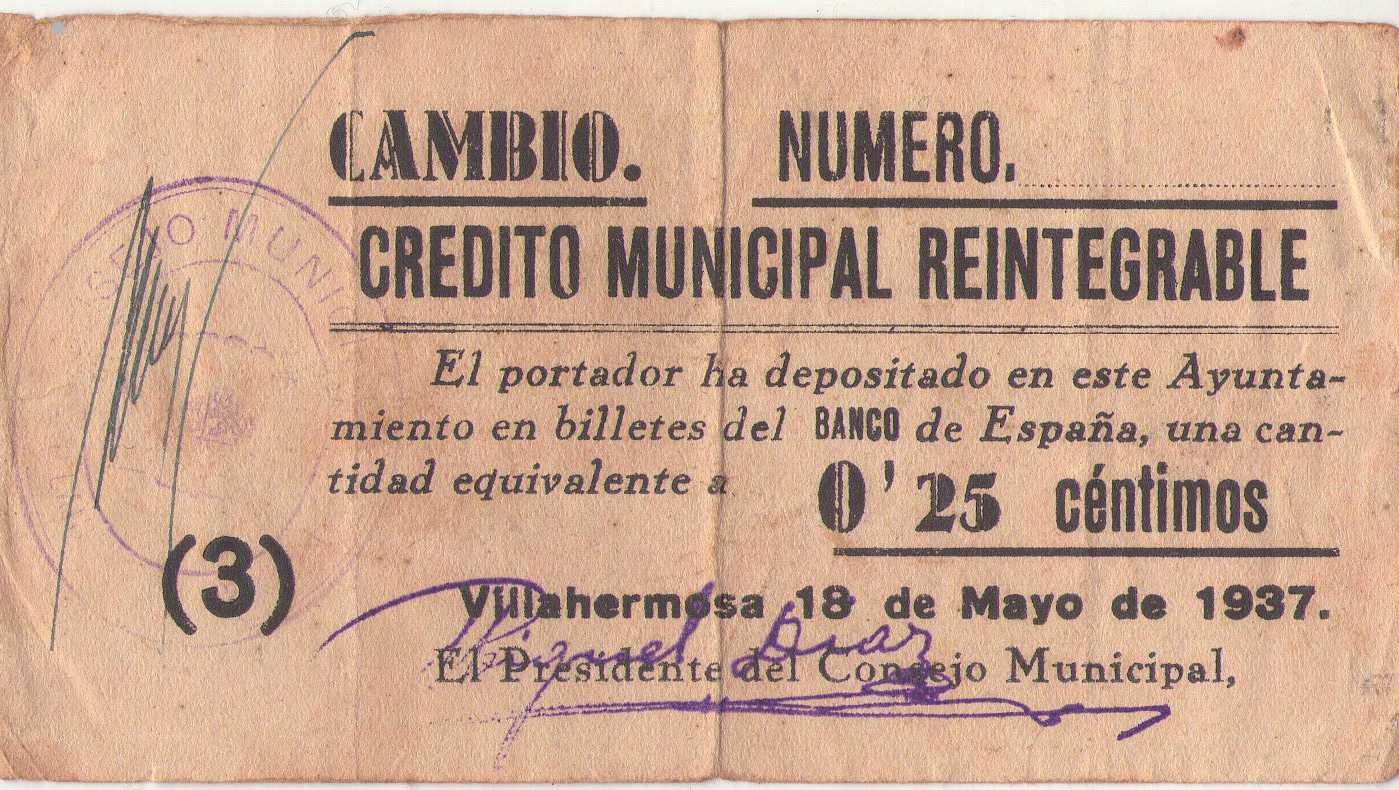 CAMBIO. NUMERO.
CREDITO MUNICIPAL REINTEGRABLE
El portador ha depositado en este Ayunta-
miento en billetes del BANCO de España, una can-
tidad equivalente a
0'25 céntimos
(3)
Villahermosa 18 de Mayo de 1937.
Miguel Diaz
El Presidente del Consejo Municipal,